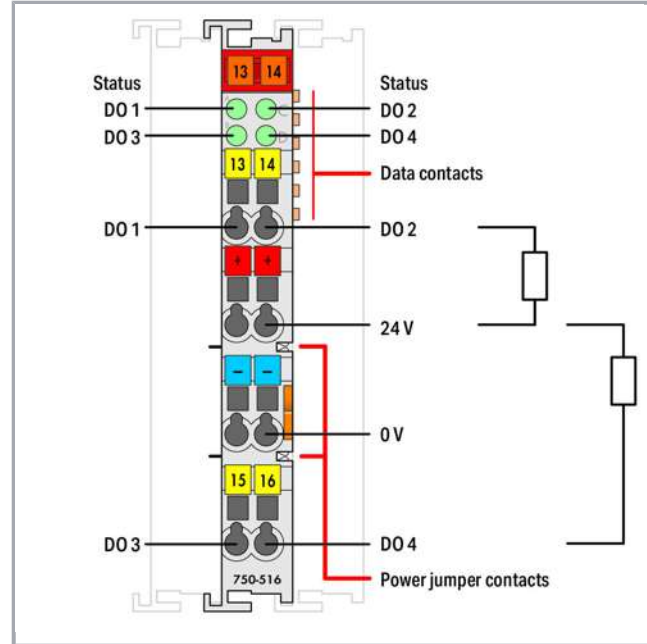 13 14
Status Status
DO 1 DO 2
DO 3 DO 4
A C
13 14
Data contacts
DO 1 DO 2
+ +
24 V
− −
0 V
15 16
DO 3 DO 4
750-516
Power jumper contacts